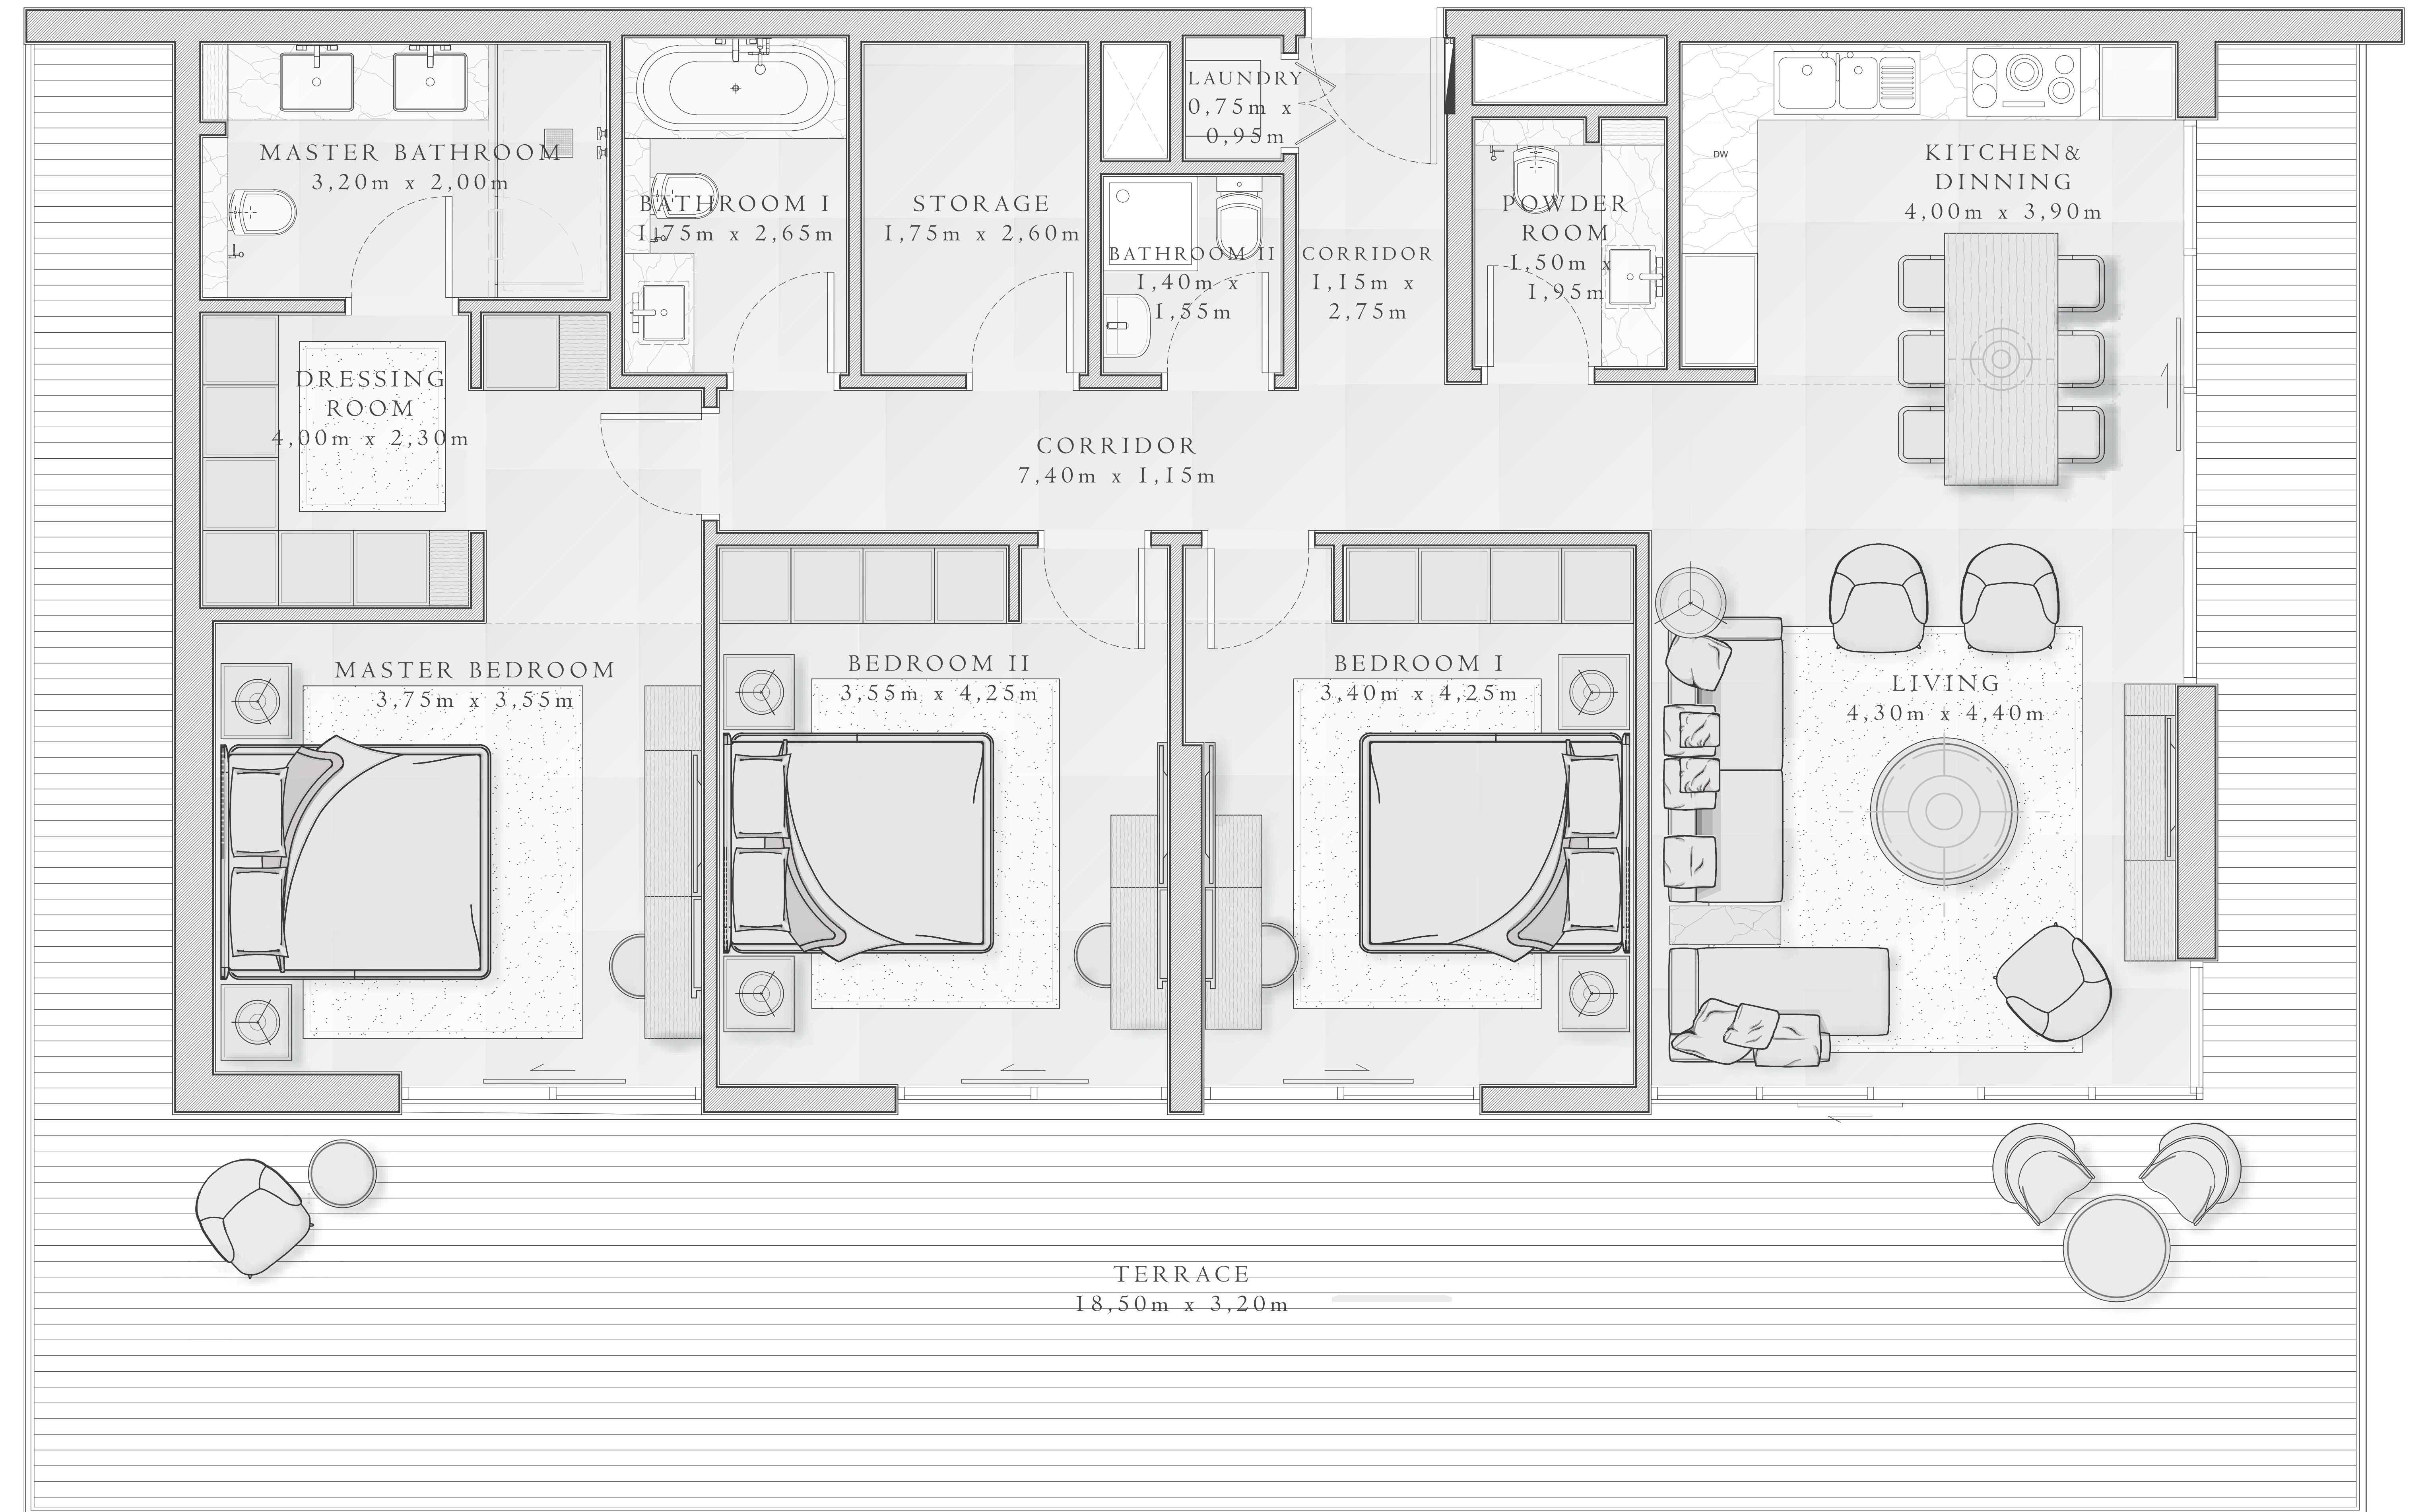 MASTER BATHROOM
3,20m x 2,00m
BATHROOM I
1,75m x 2,65m
STORAGE
1,75m x 2,60m
LAUNDRY
0,75m x
0,95m
BATHROOM II
1,40m x
1,55m
CORRIDOR
1,15m x
2,75m
POWDER
ROOM
1,50m x
1,95m
DW
KITCHEN&
DINNING
4,00m x 3,90m
DRESSING
ROOM
4,00m x 2,30m
CORRIDOR
7,40m x 1,15m
MASTER BEDROOM
3,75m x 3,55m
BEDROOM II
3,55m x 4,25m
BEDROOM I
3,40m x 4,25m
LIVING
4,30m x 4,40m
TERRACE
18,50m x 3,20m